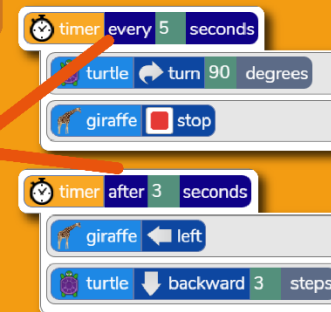 timer every 5 seconds
turtle turn 90 degrees
giraffe stop
timer after 3 seconds
giraffe left
turtle backward 3 steps